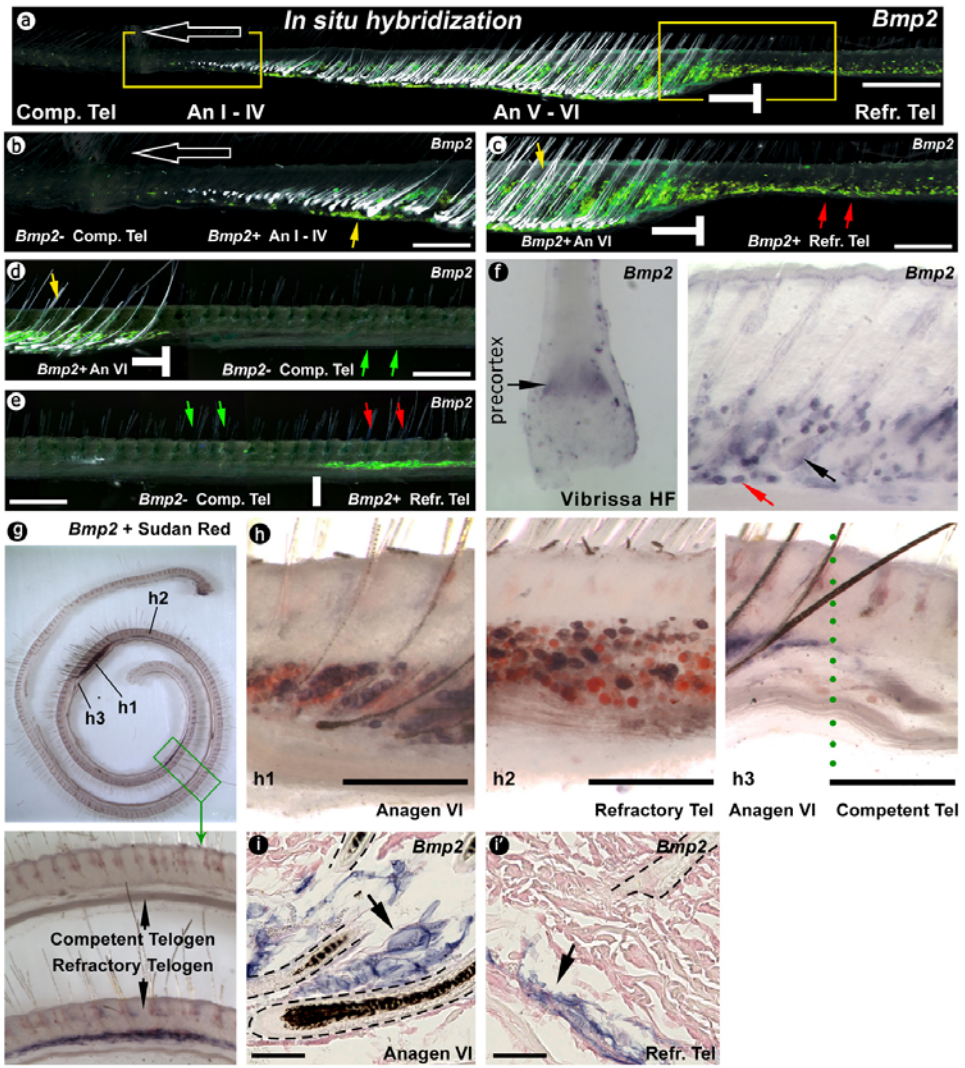 a In situ hybridization Bmp2
Comp. Tel An I - IV An V - VI Refr. Tel
b Bmp2
Bmp2- Comp. Tel Bmp2+ An I - IV
c Bmp2
Bmp2+ An VI Bmp2+ Refr. Tel
d Bmp2
Bmp2+ An VI Bmp2- Comp. Tel
e Bmp2
Bmp2- Comp. Tel Bmp2+ Refr. Tel
f Bmp2
precortex
Vibrissa HF
Bmp2
g Bmp2 + Sudan Red
h2
h1
h3
Competent Telogen
Refractory Telogen
h
h1
Anagen VI
h2
Refractory Tel
h3
Anagen VI Competent Tel
i Bmp2
Anagen VI
i' Bmp2
Refr. Tel